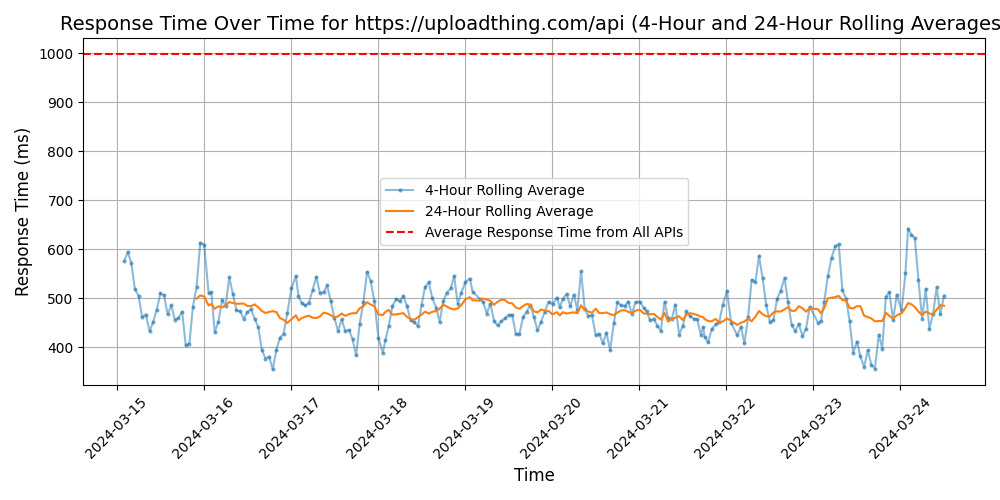 Response Time Over Time for https://uploadthing.com/api (4-Hour and 24-Hour Rolling Averages
Response Time (ms)
1000
900
800
700
600
500
400
4-Hour Rolling Average
24-Hour Rolling Average
Average Response Time from All APIs
2024-03-15
2024-03-16
2024-03-17
2024-03-18
2024-03-19
2024-03-20
2024-03-21
2024-03-22
2024-03-23
2024-03-24
Time